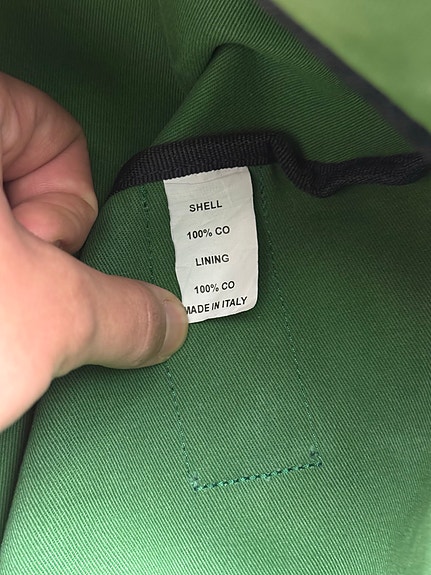 SHELL
100% CO
LINING
100% CO
MADE IN ITALY